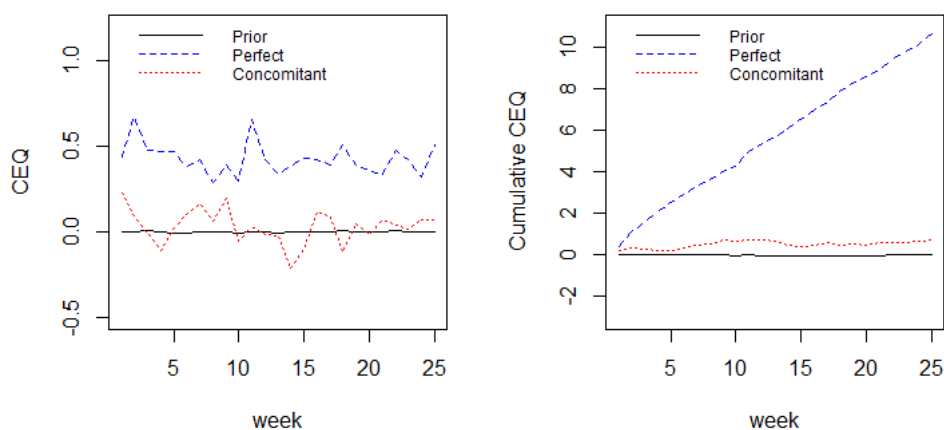 CEQ
1.0
0.5
0.0
-0.5
Prior
Perfect
Concomitant
5 10 15 20 25
week
Cumulative CEQ
10
8
6
4
2
0
-2
Prior
Perfect
Concomitant
5 10 15 20 25
week